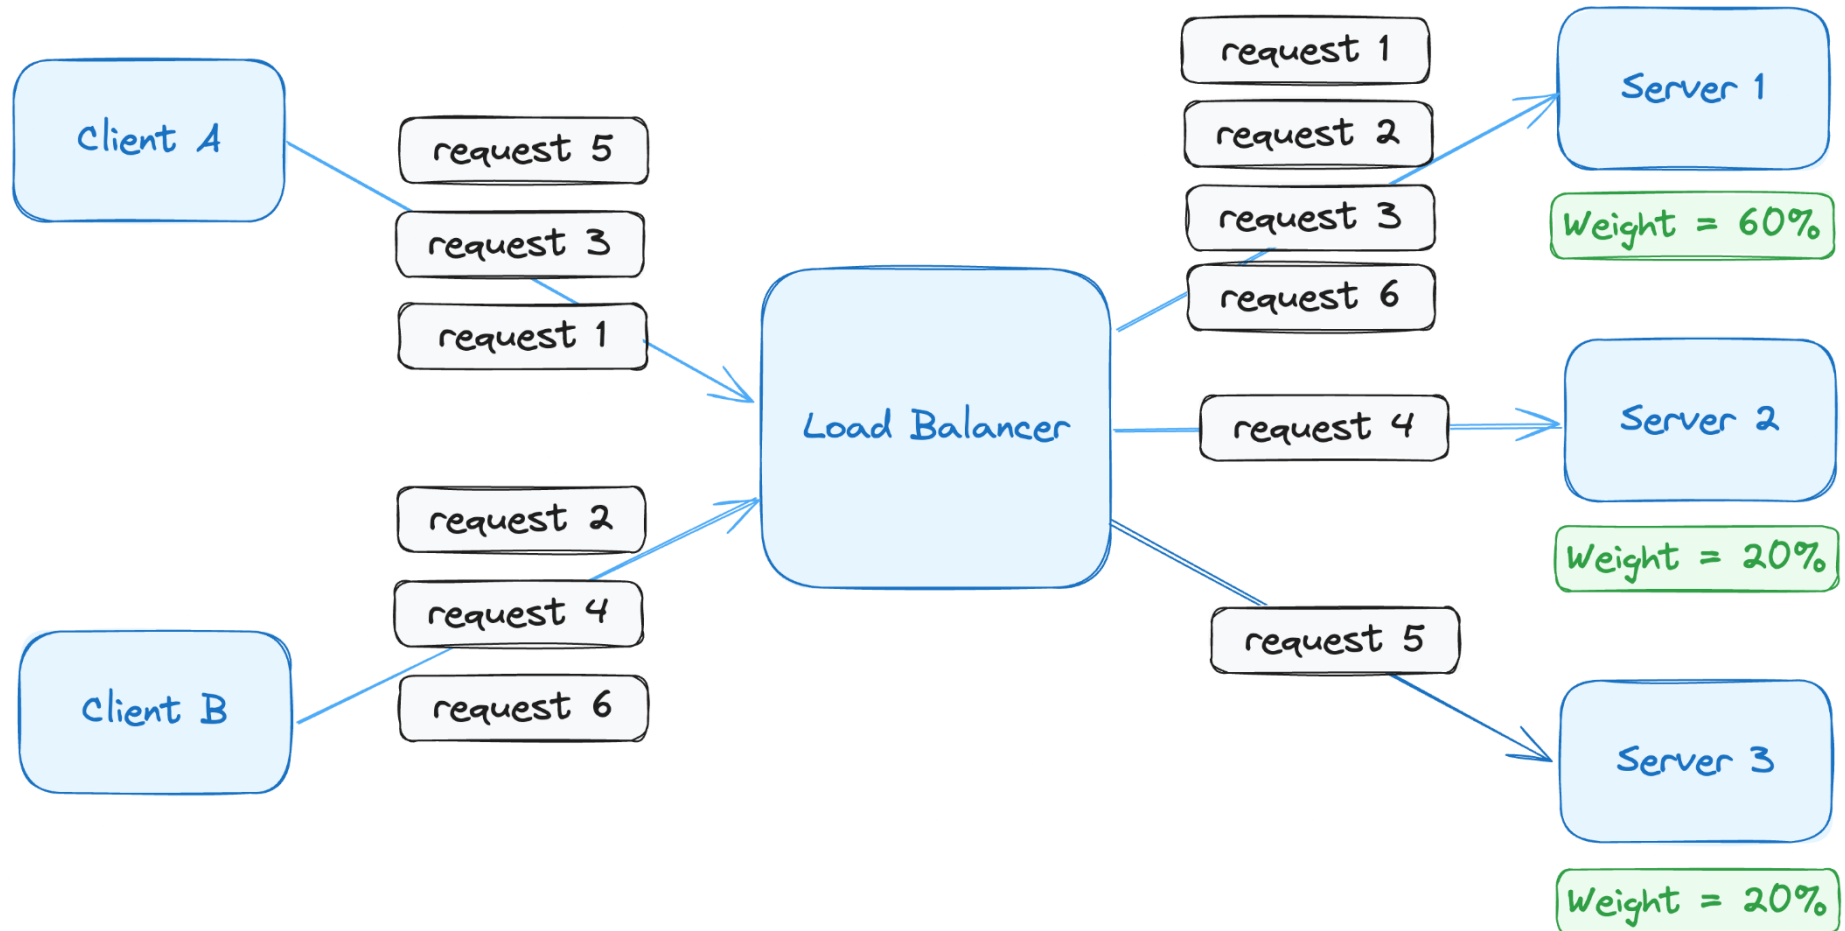 Client A
request 5
request 3
request 1
Client B
request 2
request 4
request 6
Load Balancer
request 1
request 2
request 3
request 6
request 4
request 5
Server 1
Weight = 60%
Server 2
Weight = 20%
Server 3
Weight = 20%